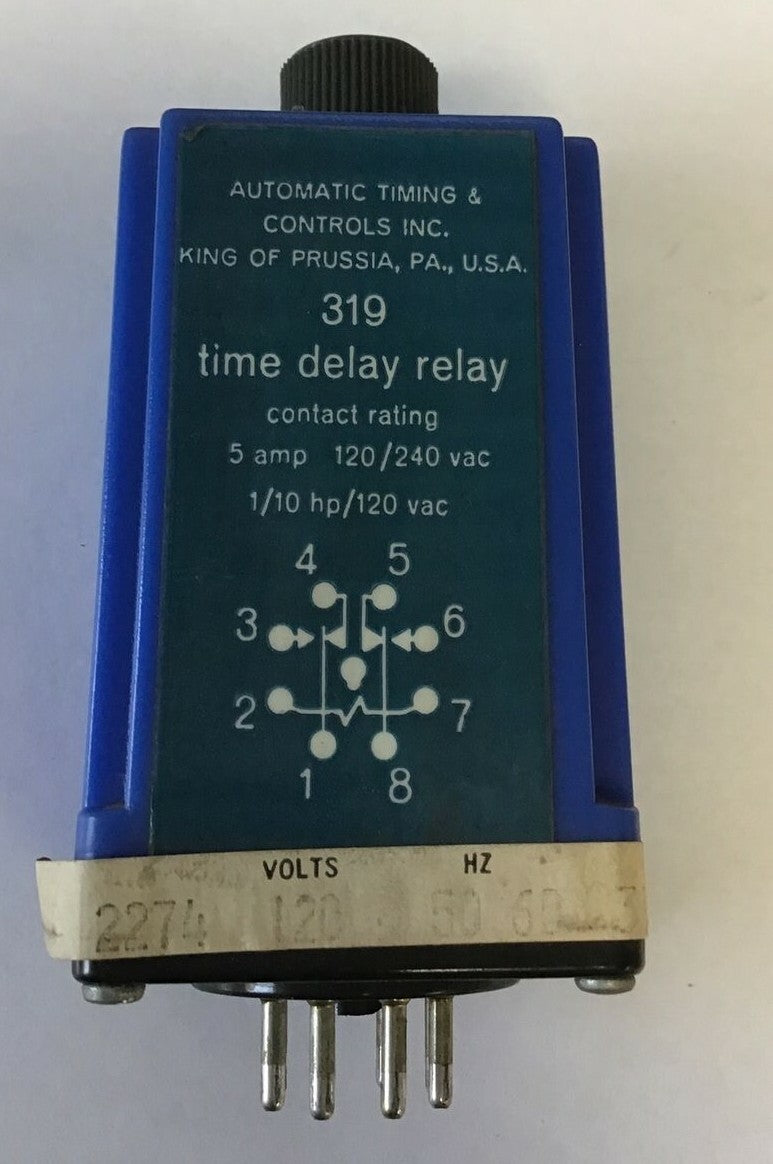 AUTOMATIC TIMING &
CONTROLS INC.
KING OF PRUSSIA, PA., U.S.A.
319
time delay relay
contact rating
5 amp 120/240 vac
1/10 hp/120 vac
4 5
3 6
2 7
1 8
VOLTS HZ
2274 120 50 60